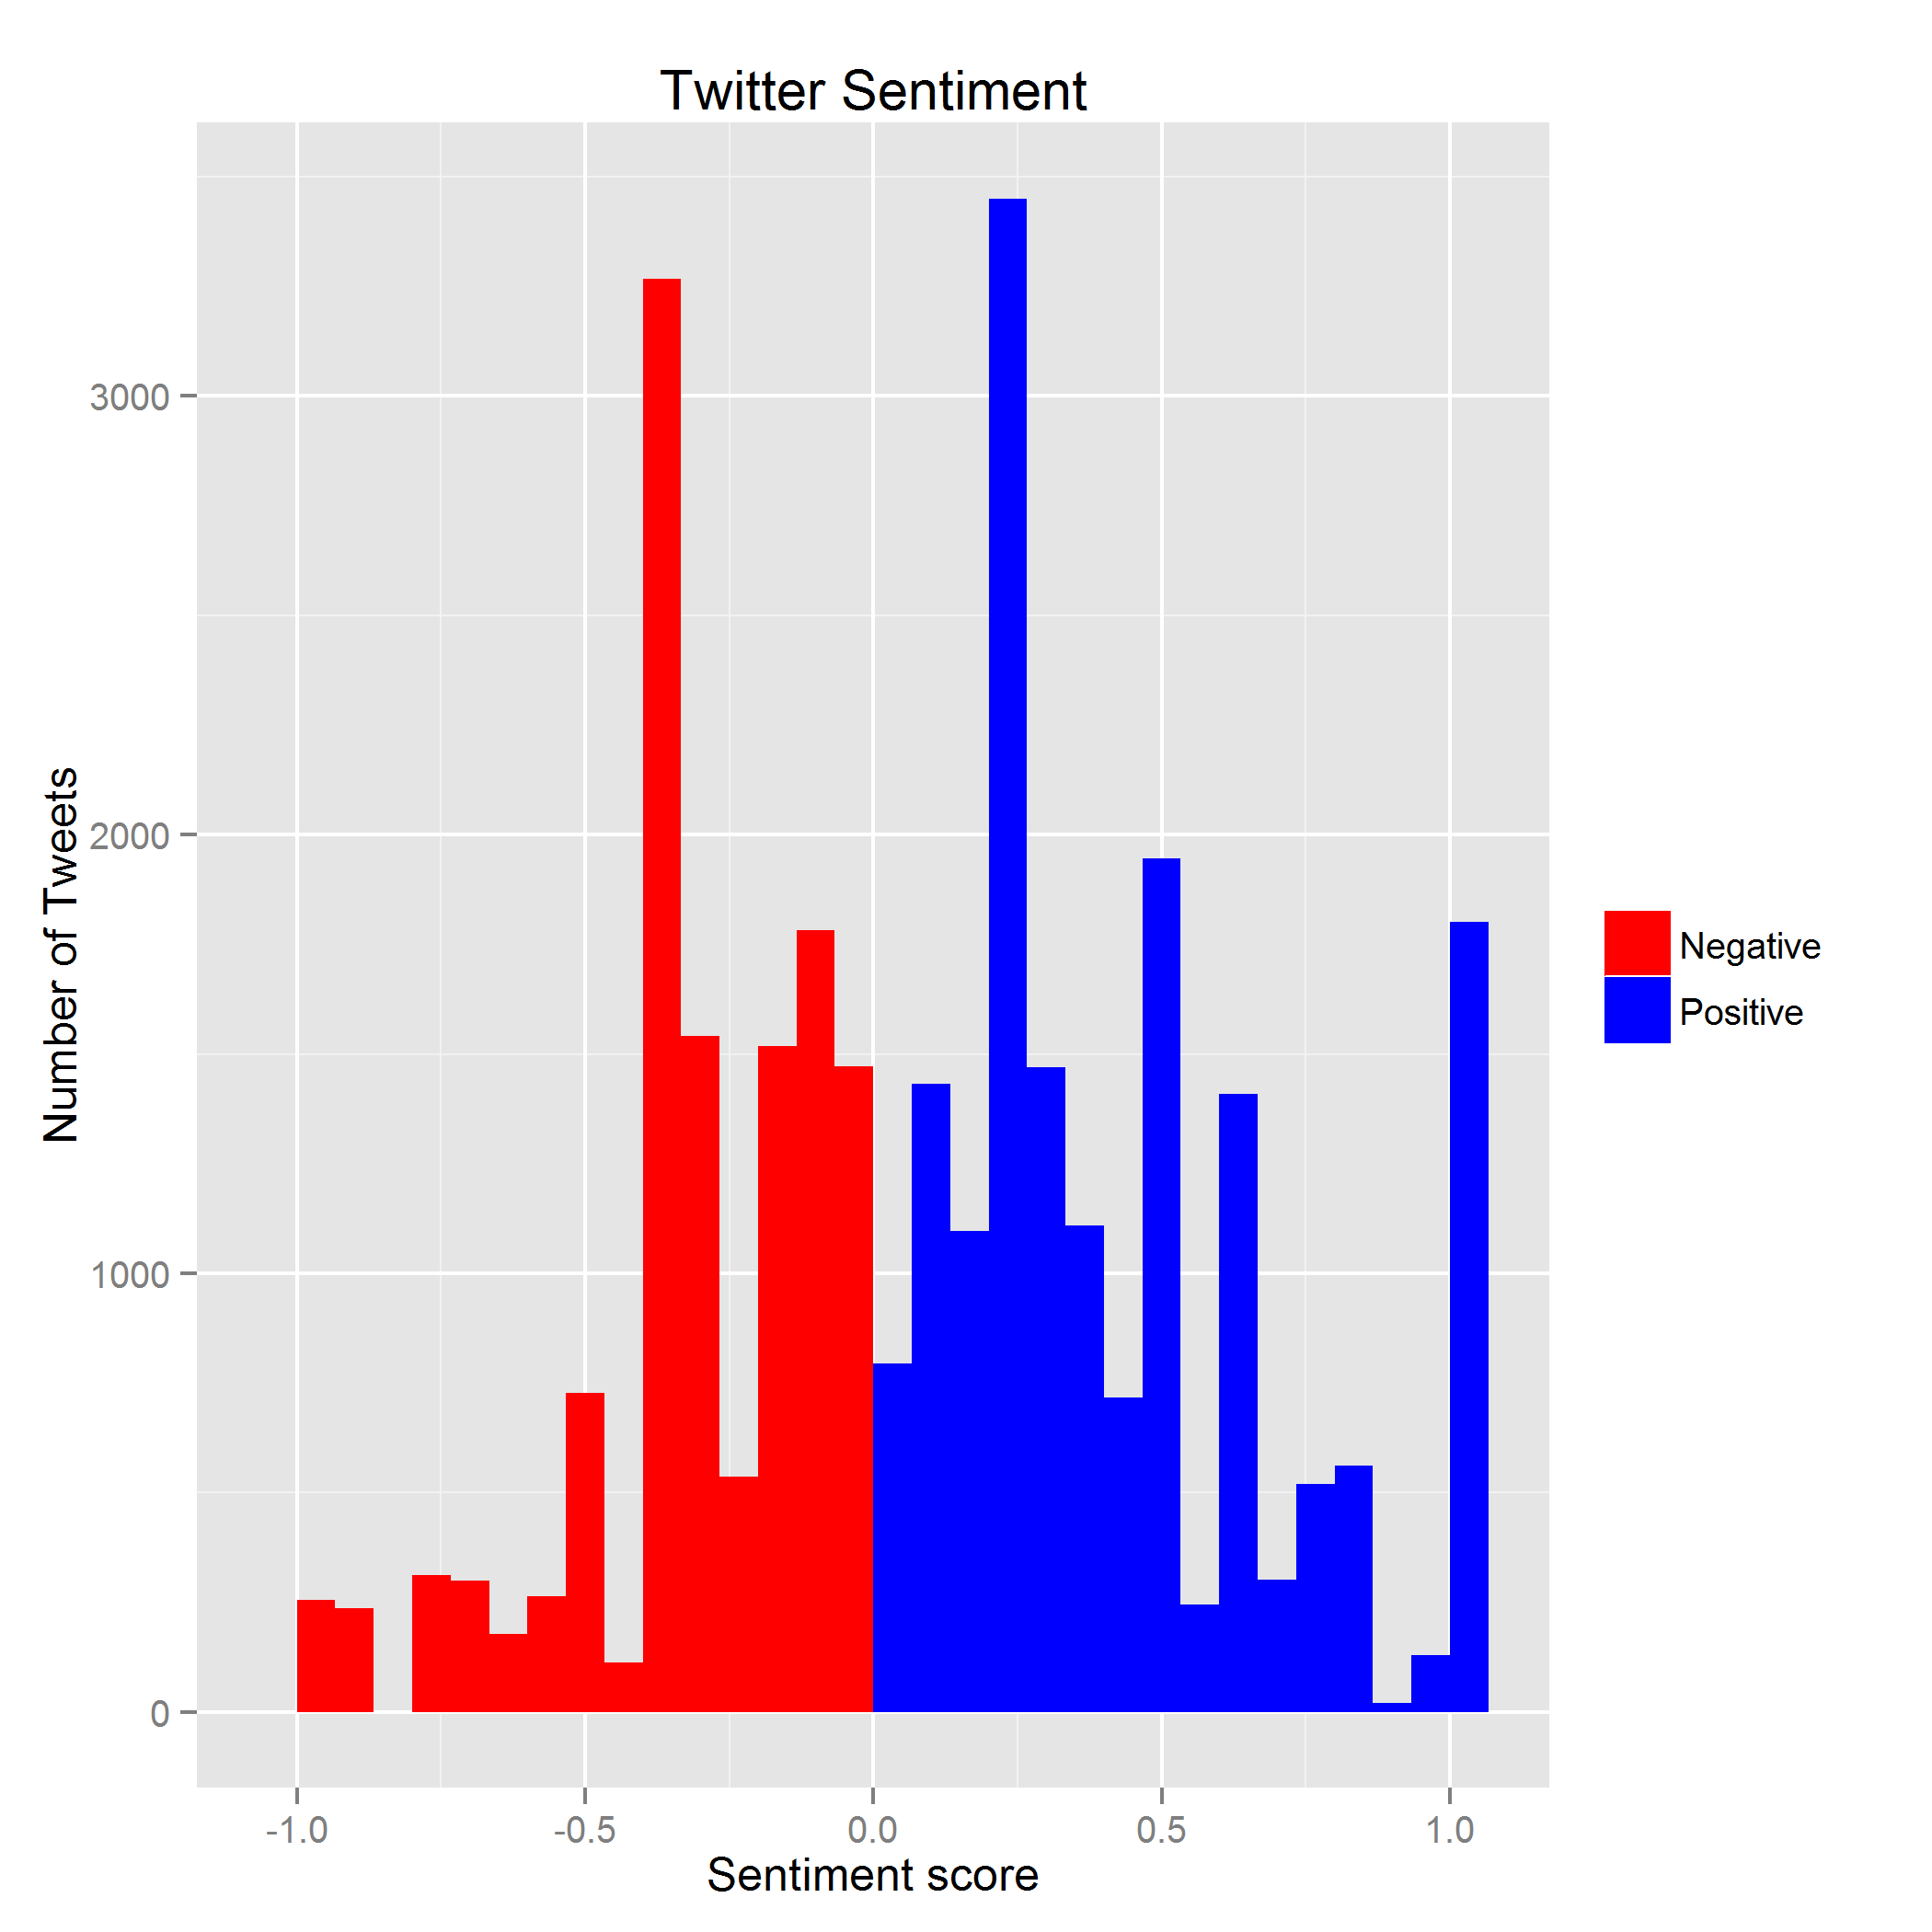 Twitter Sentiment
Number of Tweets
3000
2000
1000
0
-1.0
-0.5
0.0
0.5
1.0
Sentiment score
Negative
Positive